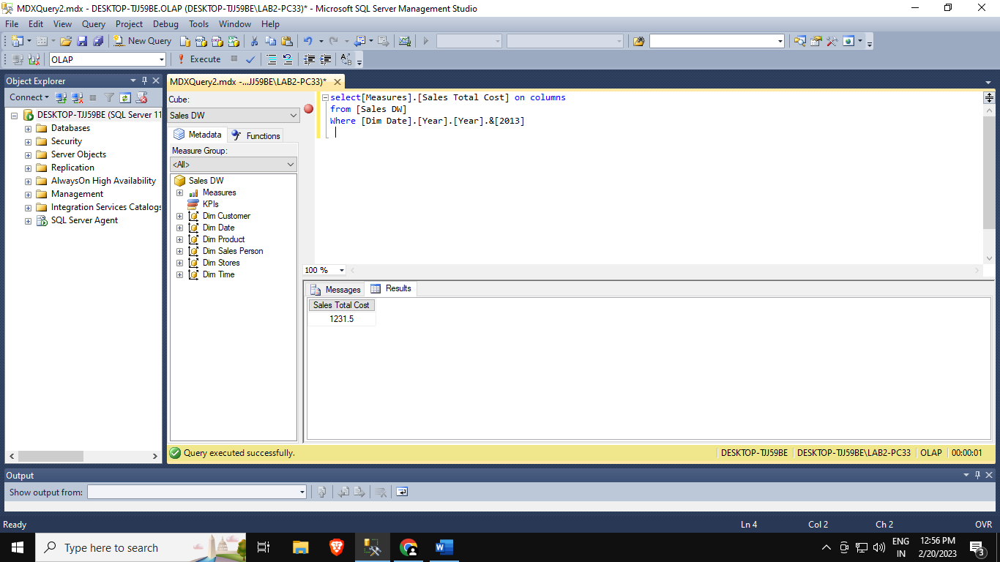 MDXQuery2.mdx - DESKTOP-TJJ59BE.OLAP (DESKTOP-TJJ59BE\LAB2-PC33)* - Microsoft SQL Server Management Studio
File Edit View Query Project Debug Tools Window Help
New Query
OLAP Execute
Object Explorer
Connect
DESKTOP-TJJ59BE (SQL Server 11
Databases
Security
Server Objects
Replication
AlwaysOn High Availability
Management
Integration Services Catalogs
SQL Server Agent
MDXQuery2.mdx -...JJ59BE\LAB2-PC33)*
Cube:
Sales DW
Metadata Functions
Measure Group:
<All>
Sales DW
Measures
KPIs
Dim Customer
Dim Date
Dim Product
Dim Sales Person
Dim Stores
Dim Time
select[Measures].[Sales Total Cost] on columns
from [Sales DW]
Where [Dim Date].[Year].[Year].&[2013]
100 %
Messages Results
Sales Total Cost
1231.5
Query executed successfully. DESKTOP-TJJ59BE DESKTOP-TJJ59BE\LAB2-PC33 OLAP 00:00:01
Output
Show output from:
Ready Ln 4 Col 2 Ch 2 OVR
Type here to search
ENG
IN
12:56 PM
2/20/2023
3